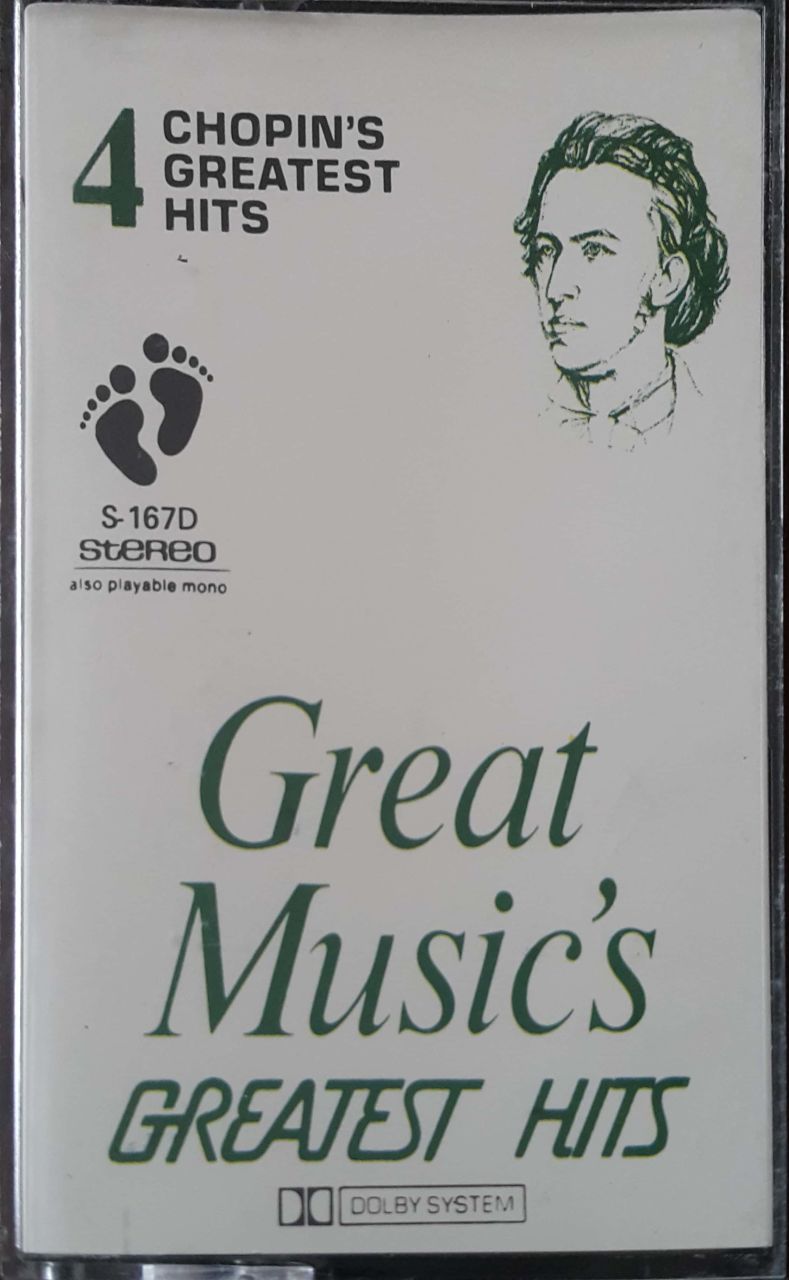 4 CHOPIN'S
GREATEST
HITS
S-167D
STEREO
also playable mono
Great
Music's
GREATEST HITS
DOLBY SYSTEM